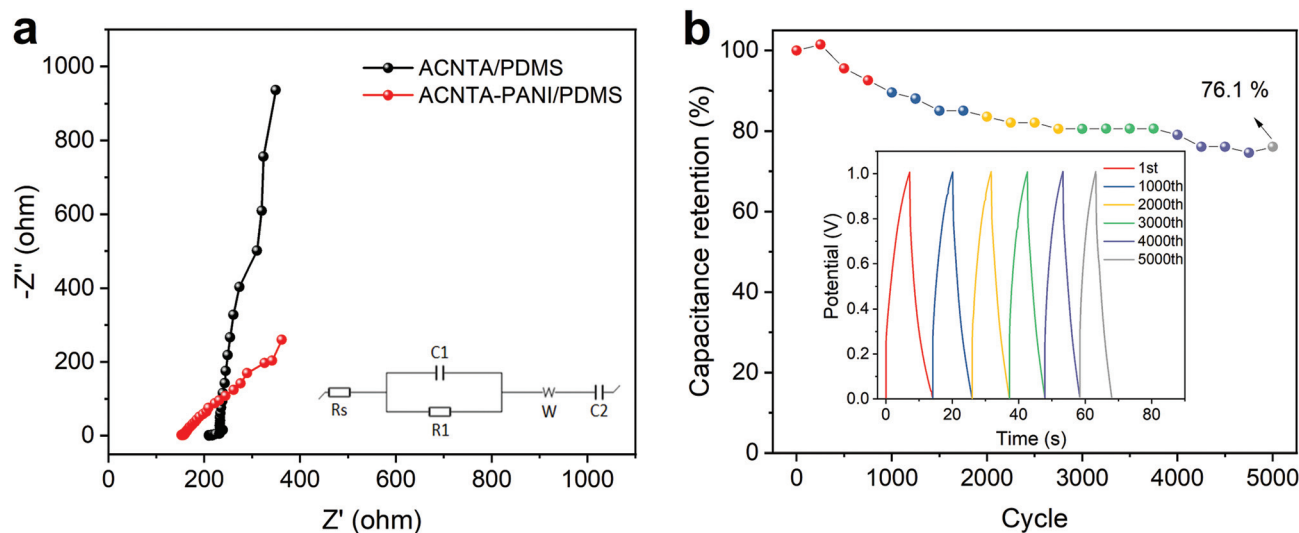 a
1000
800
600
400
200
0
-Z" (ohm)
ACNTA/PDMS
ACNTA-PANI/PDMS
Rs
C1
R1
W
C2
0
200
400
600
800
1000
Z' (ohm)
b
100
80
60
40
20
0
Capacitance retention (%)
76.1 %
1.0
0.8
0.6
0.4
0.2
0.0
Potential (V)
1st
1000th
2000th
3000th
4000th
5000th
0
20
40
60
80
Time (s)
0
1000
2000
3000
4000
5000
Cycle